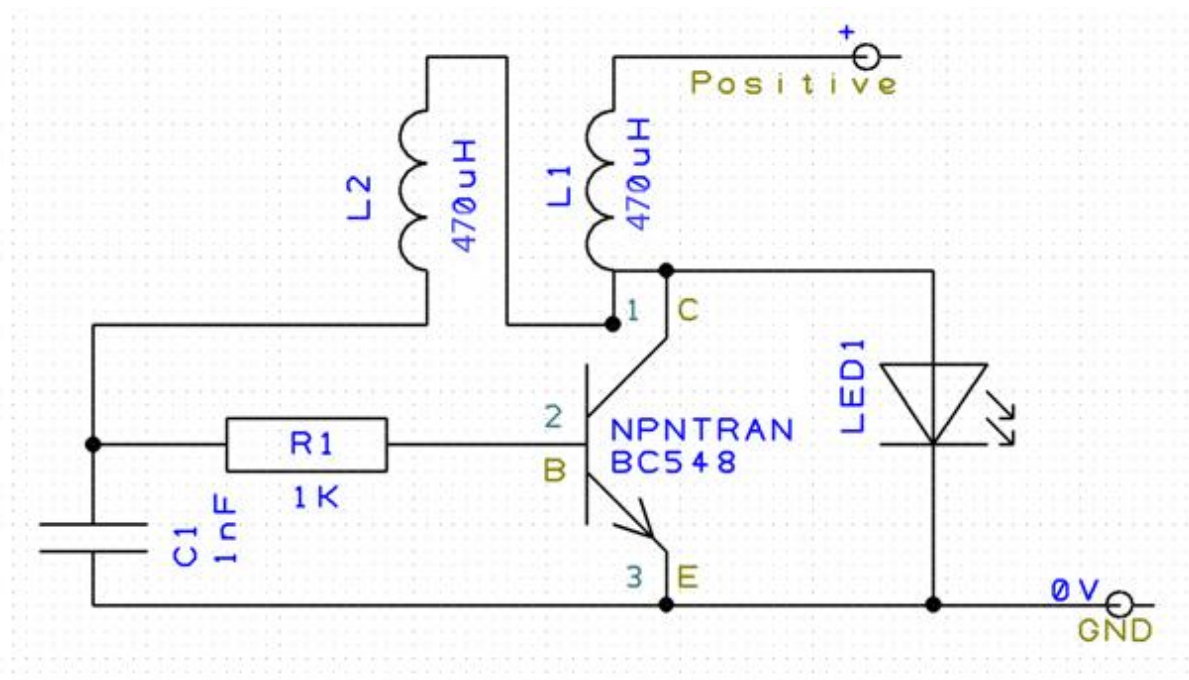 +
Positive
L2
470uH
L1
470uH
1
C
LED1
2
B
R1
1K
NPNTRAN
BC548
C1
1nF
3
E
0V
GND